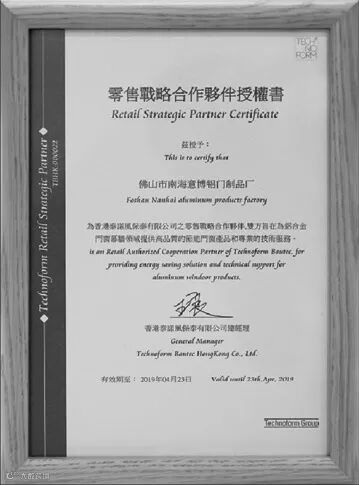 TECH
NO
FORM
零售戰略合作夥伴授權書
Retail Strategic Partner Certificate
茲授予：
This is to certify that
佛山市南海意博铝门制品厂
Foshan Nanhai aluminum products factory
為香港泰諾風保泰有限公司之零售戰略合作夥伴,雙方旨在為鋁合金
門窗幕牆領域提供高品質的節能門窗產品和專業的技術服務。
is an Retail Authorized Cooperation Partner of Technoform Bautec, for
providing energy saving solution and technical support for
aluminum windoor products.
香港泰諾風保泰有限公司總經理
General Manager
Technoform Bautec HongKong Co., Ltd.
有效期至： 2019年04月23日 Valid until 23th,Apr, 2019
Technoform Group
Technoform Retail Strategic Partner